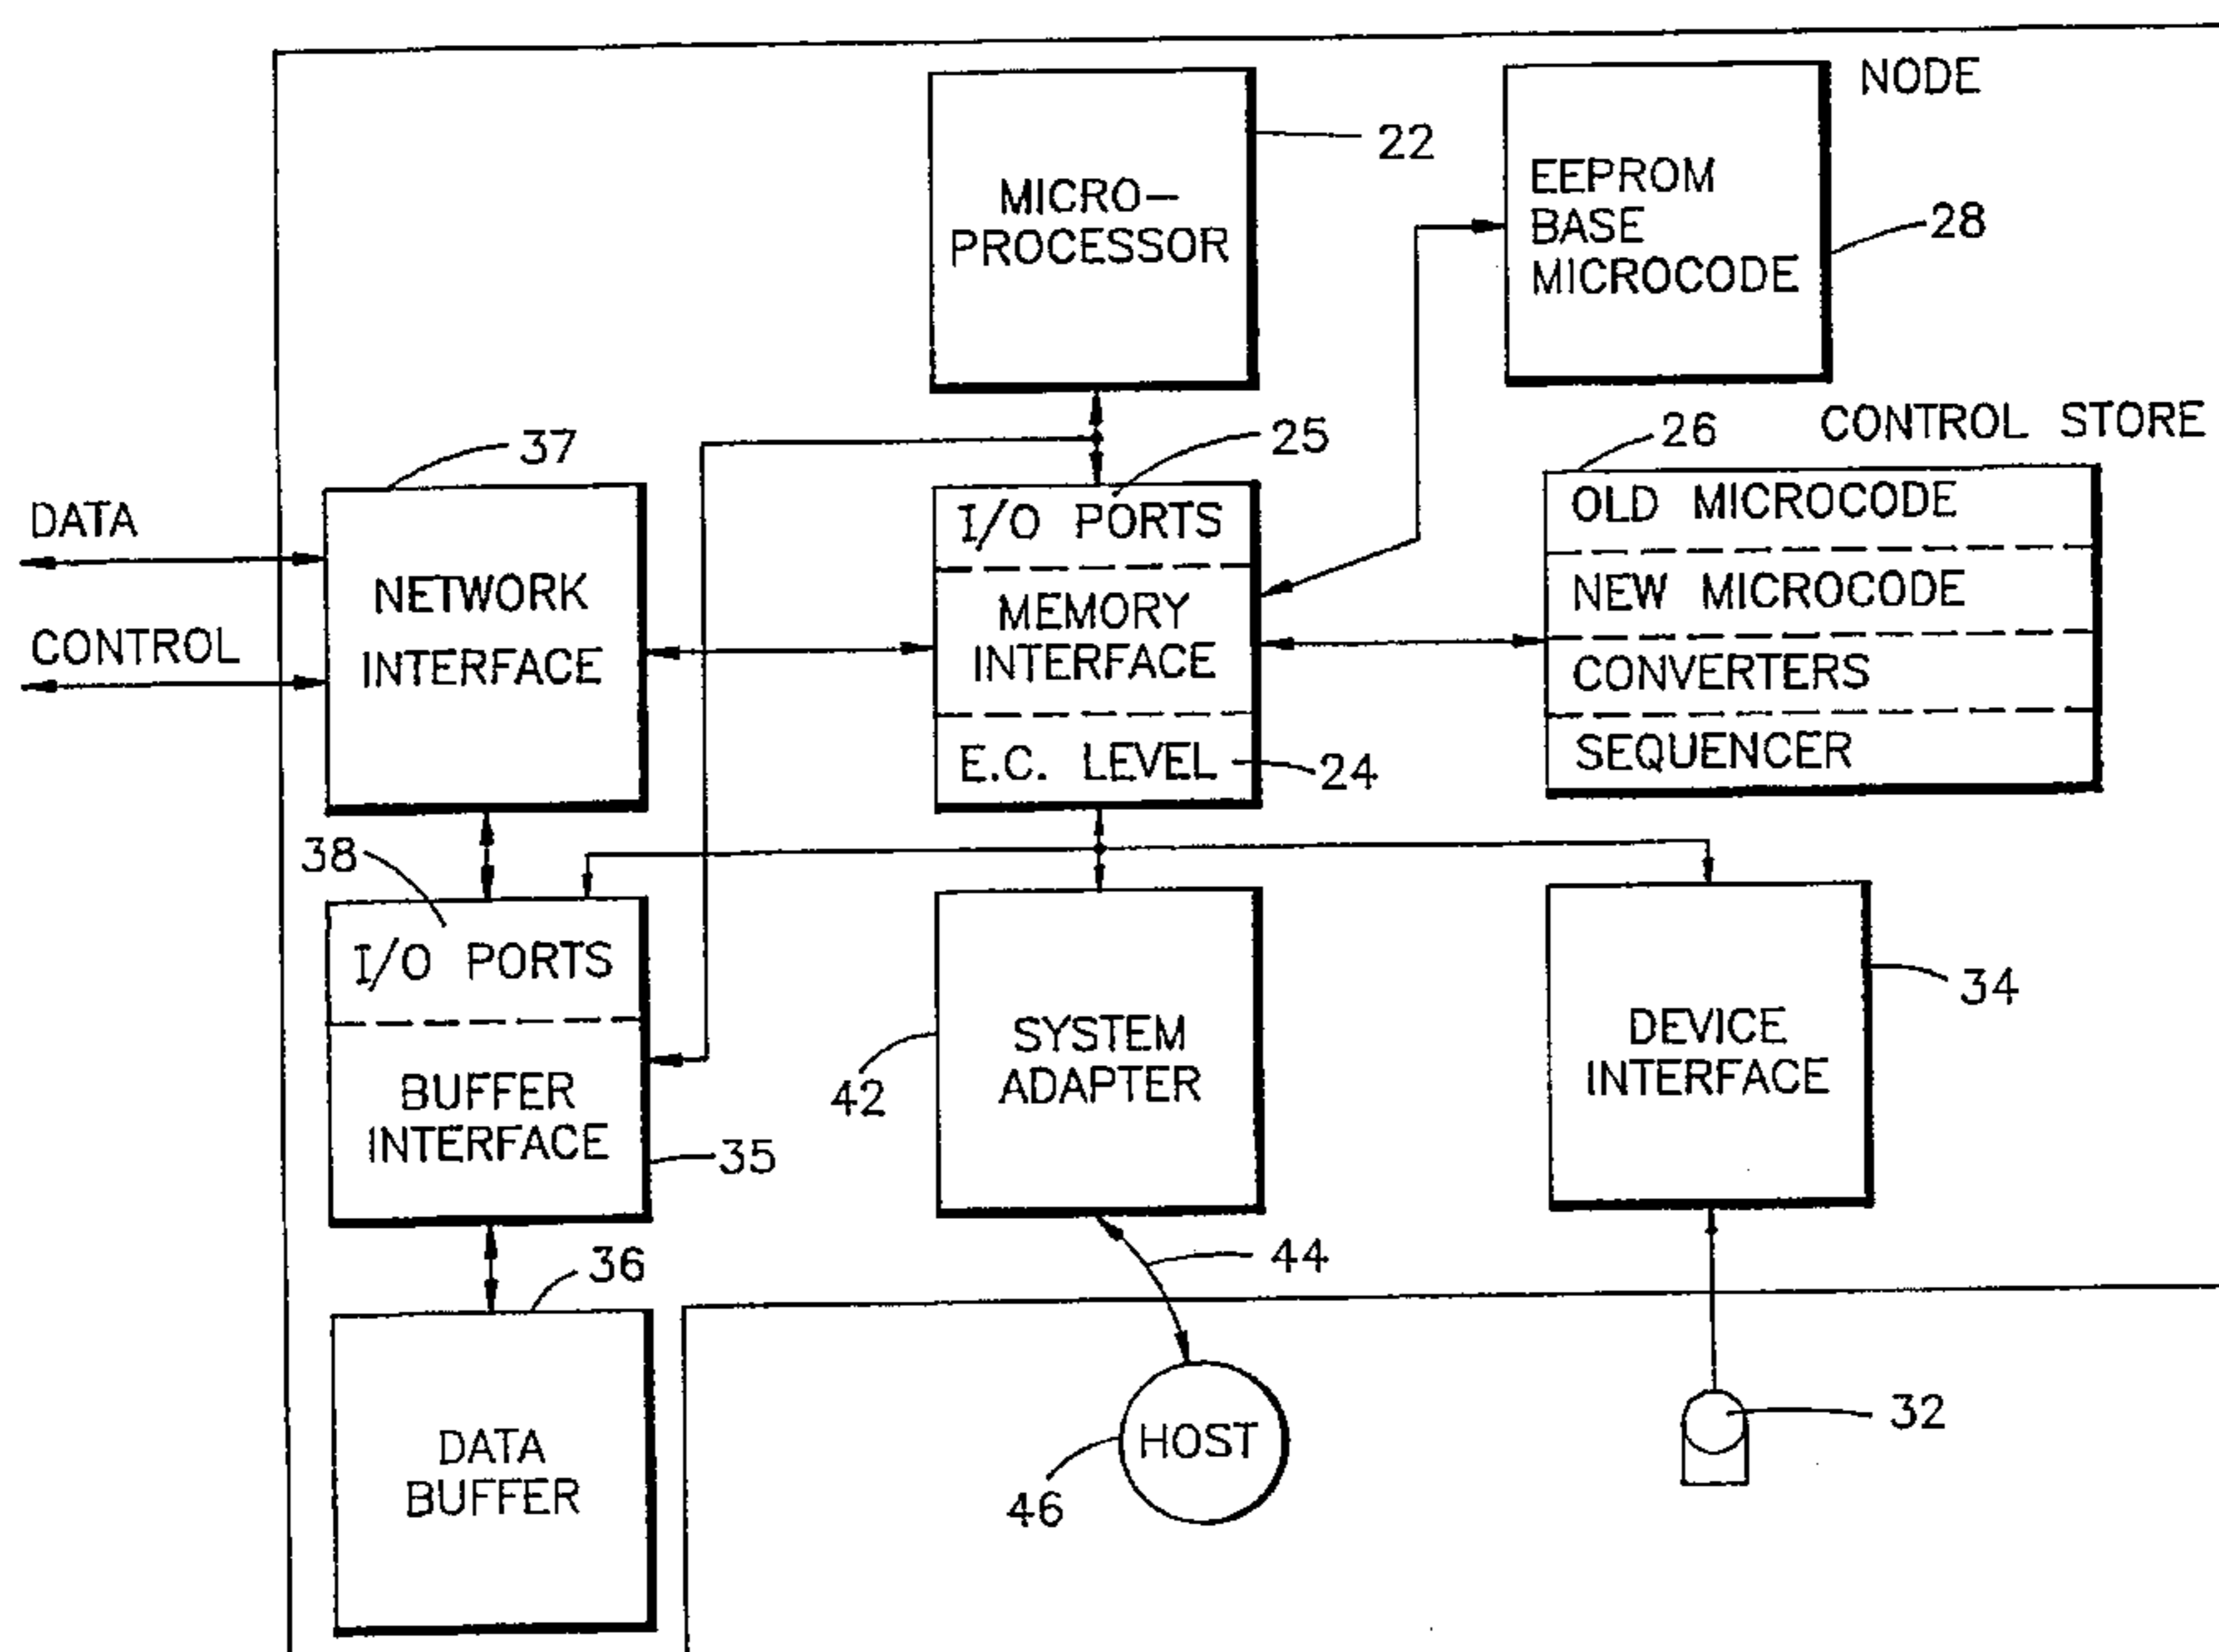 NODE
MICRO-
PROCESSOR
22
EEPROM
BASE
MICROCODE
28
DATA
CONTROL
37
NETWORK
INTERFACE
25
I/O PORTS
MEMORY
INTERFACE
E.C. LEVEL
24
CONTROL STORE
26
OLD MICROCODE
NEW MICROCODE
CONVERTERS
SEQUENCER
38
I/O PORTS
BUFFER
INTERFACE
35
SYSTEM
ADAPTER
42
DEVICE
INTERFACE
34
36
DATA
BUFFER
44
HOST
46
32